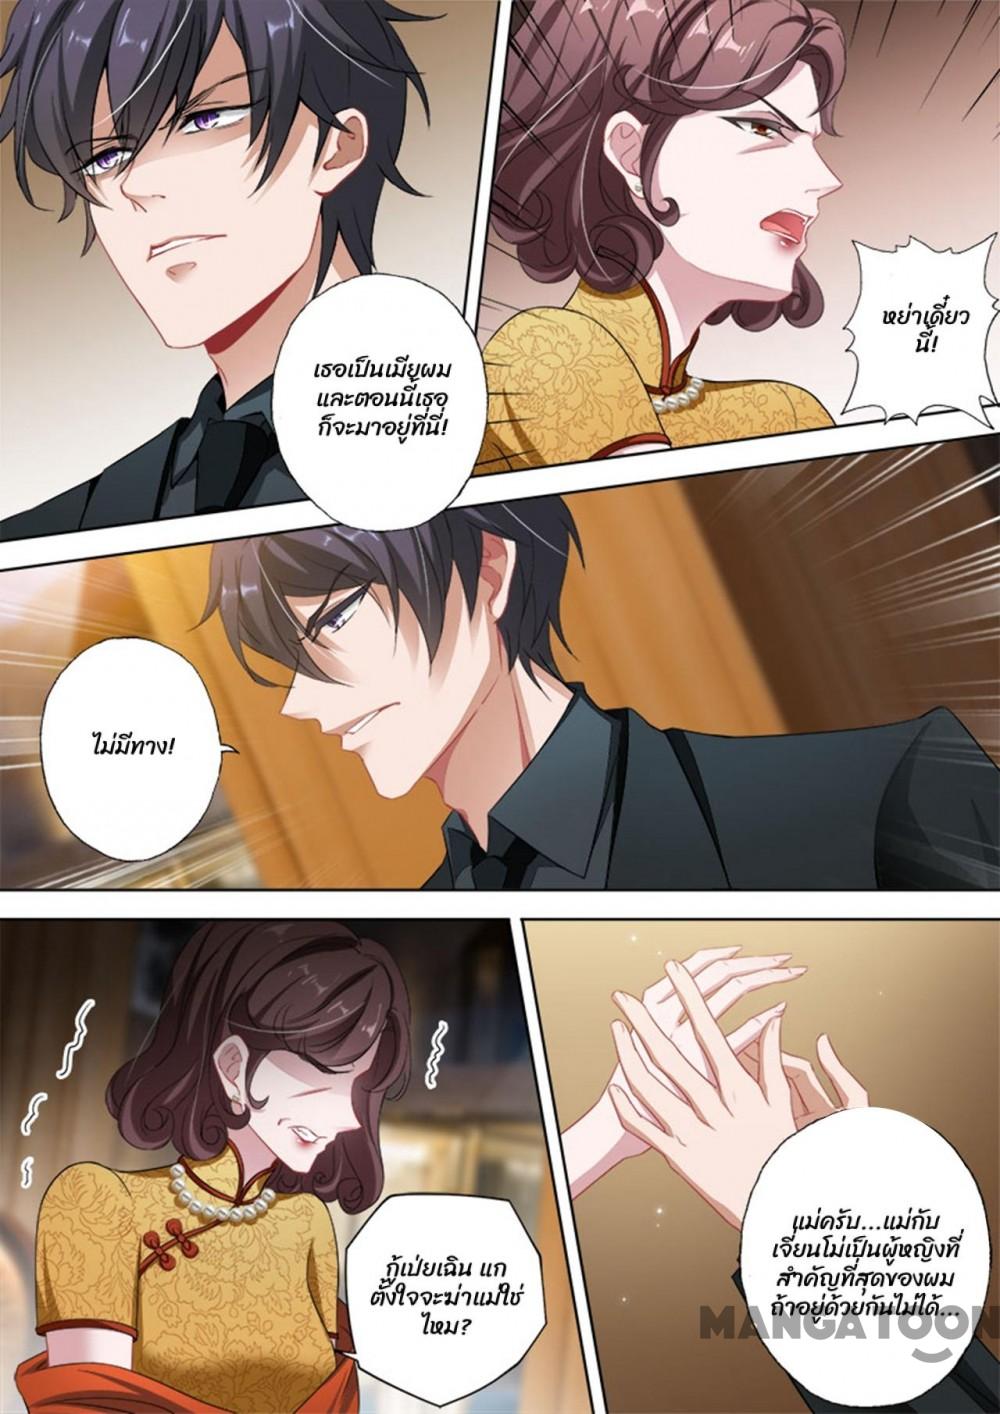 เธอเป็นเมียผม
และตอนนี้เธอ
ก็จะมาอยู่ที่นี่!
หย่าเดี๋ยว
นี้!
ไม่มีทาง!
กู้เป่ยเฉิน แก
ตั้งใจจะฆ่าแม่ใช่
ไหม?
แม่ครับ...แม่กับ
เจี่ยนโม่เป็นผู้หญิงที่
สำคัญที่สุดของผม
ถ้าอยู่ด้วยกันไม่ได้...
MANGATOON